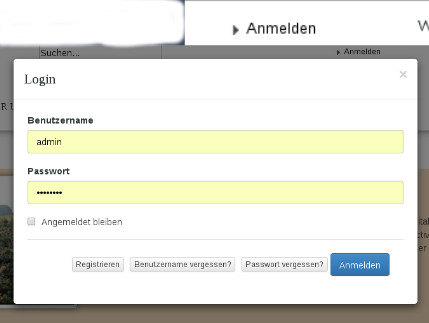 Anmelden
Suchen...
Anmelden
Login
×
Benutzername
admin
Passwort
••••••••
Angemeldet bleiben
Registrieren Benutzername vergessen? Passwort vergessen? Anmelden